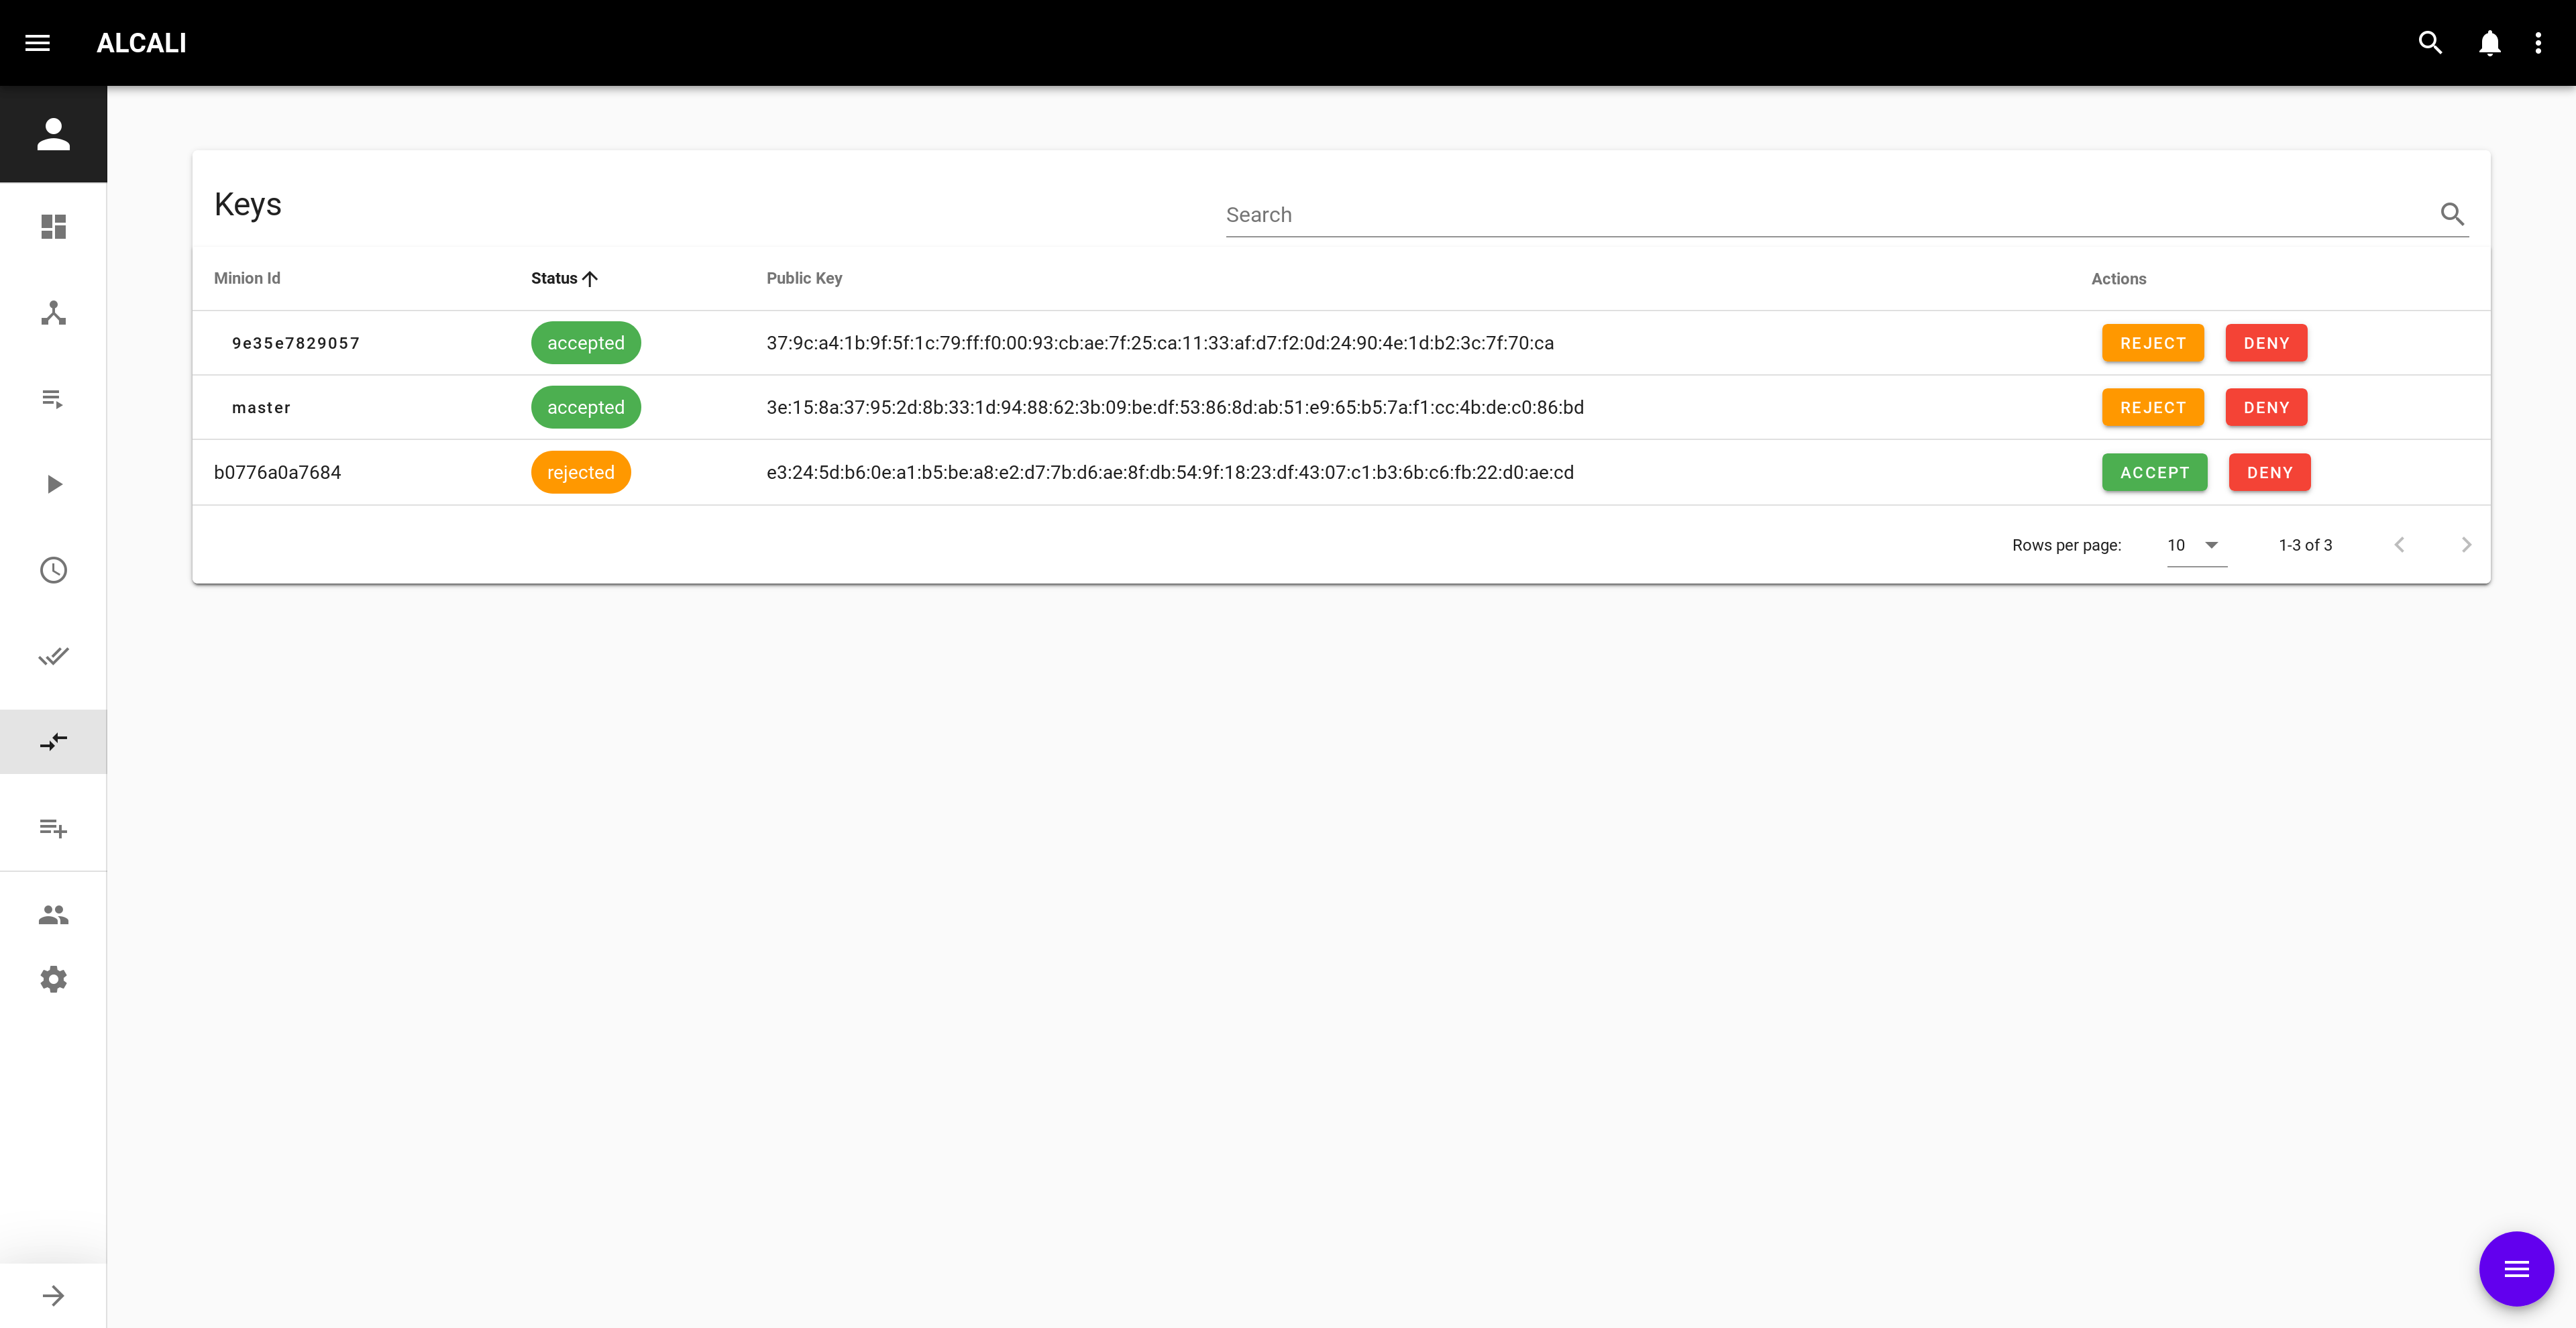 ALCALI
Keys
Search
Minion Id Status Public Key Actions
9e35e7829057 accepted 37:9c:a4:1b:9f:5f:1c:79:ff:f0:00:93:cb:ae:7f:25:ca:11:33:af:d7:f2:0d:24:90:4e:1d:b2:3c:7f:70:ca REJECT DENY
master accepted 3e:15:8a:37:95:2d:8b:33:1d:94:88:62:3b:09:be:df:53:86:8d:ab:51:e9:65:b5:7a:f1:cc:4b:de:c0:86:bd REJECT DENY
b0776a0a7684 rejected e3:24:5d:b6:0e:a1:b5:be:a8:e2:d7:7b:d6:ae:8f:db:54:9f:18:23:df:43:07:c1:b3:6b:c6:fb:22:d0:ae:cd ACCEPT DENY
Rows per page: 10 1-3 of 3